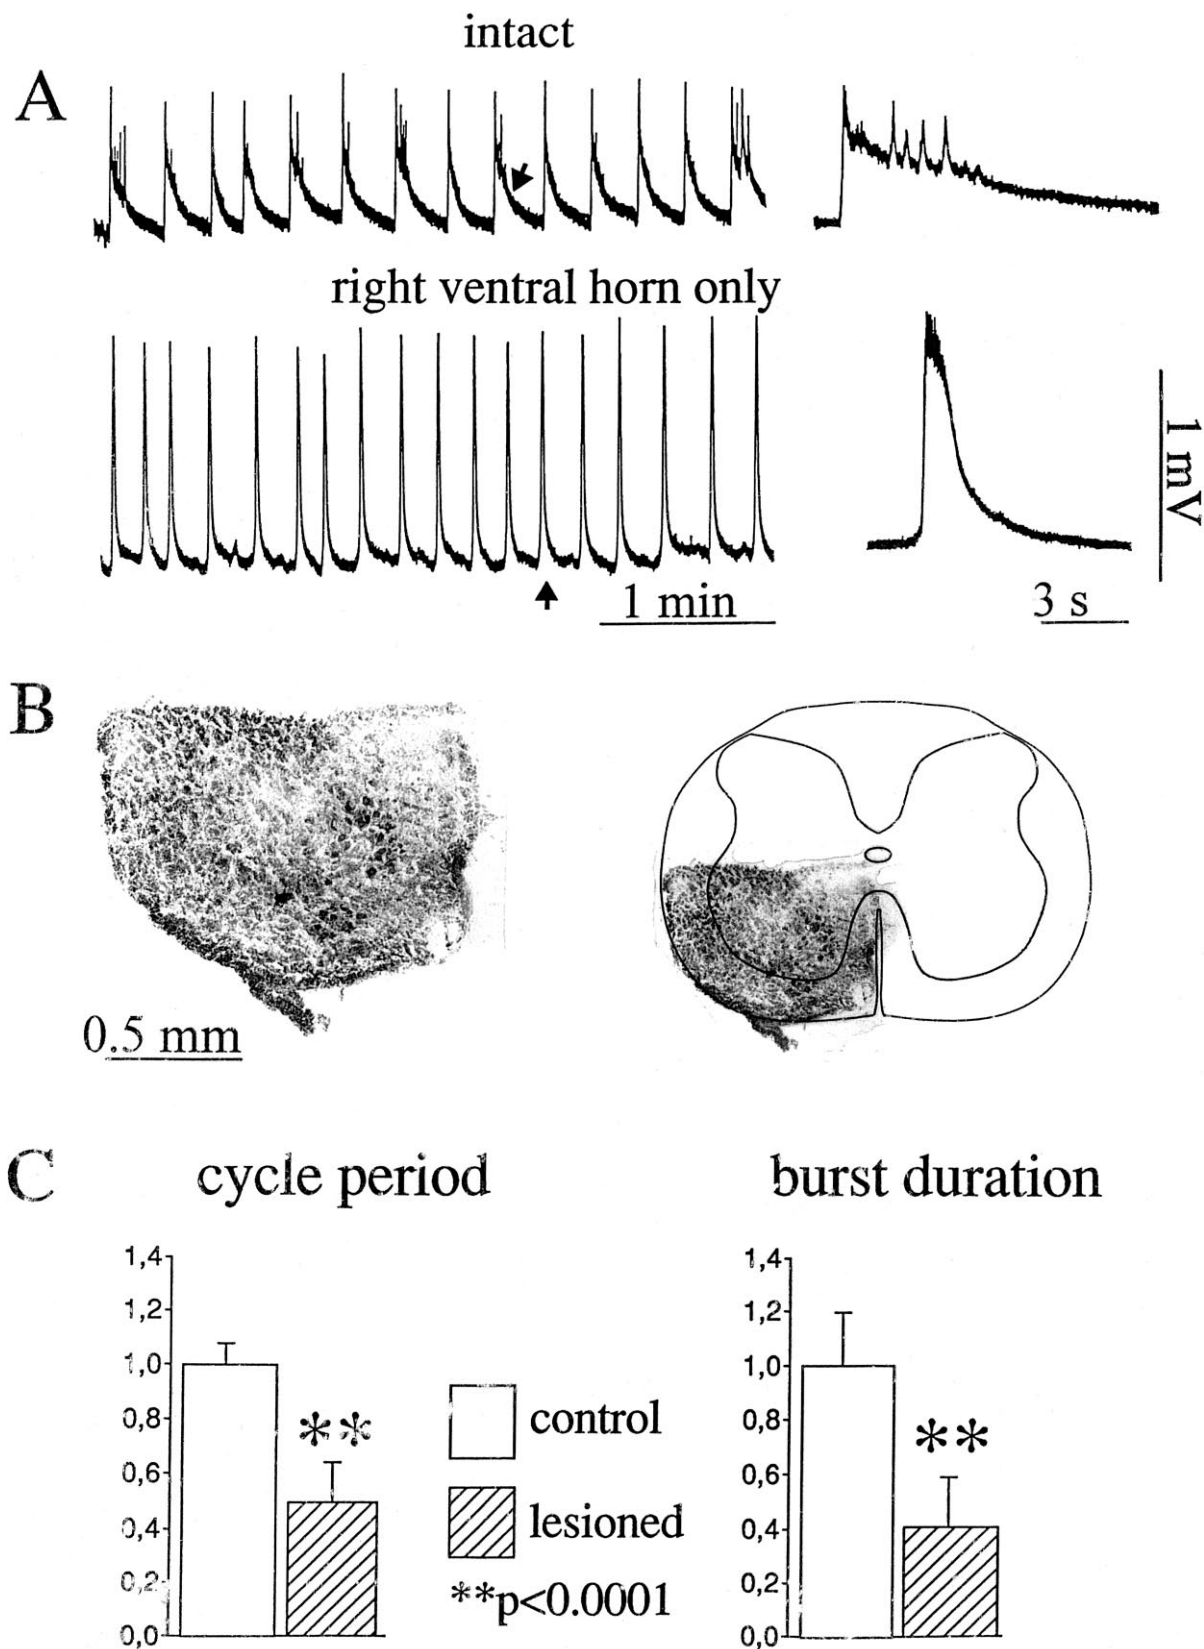 intact
A
right ventral horn only
1 mV
1 min
3 s
B
0.5 mm
C
cycle period
burst duration
1,4
1,2
1,0
0,8
0,6
0,4
0,2
0,0
**
control
lesioned
**p<0.0001
1,4
1,2
1,0
0,8
0,6
0,4
0,2
0,0
**